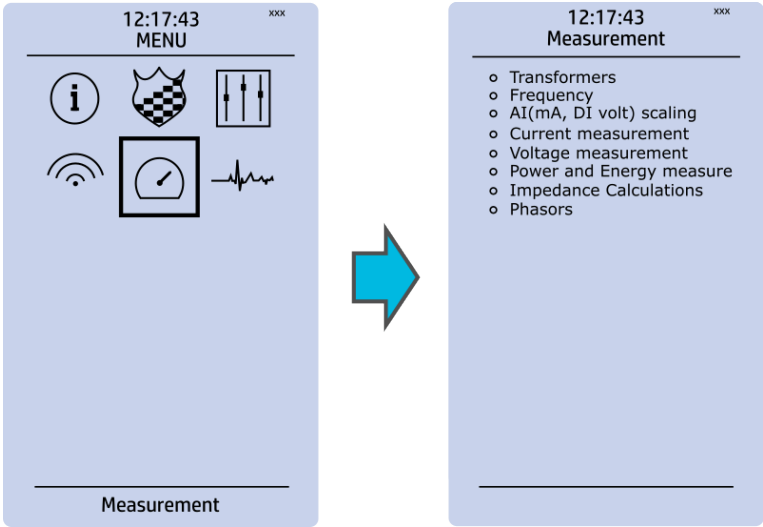 12:17:43
xxx
MENU
i
Measurement
12:17:43
xxx
Measurement
Transformers
Frequency
AI(mA, DI volt) scaling
Current measurement
Voltage measurement
Power and Energy measure
Impedance Calculations
Phasors